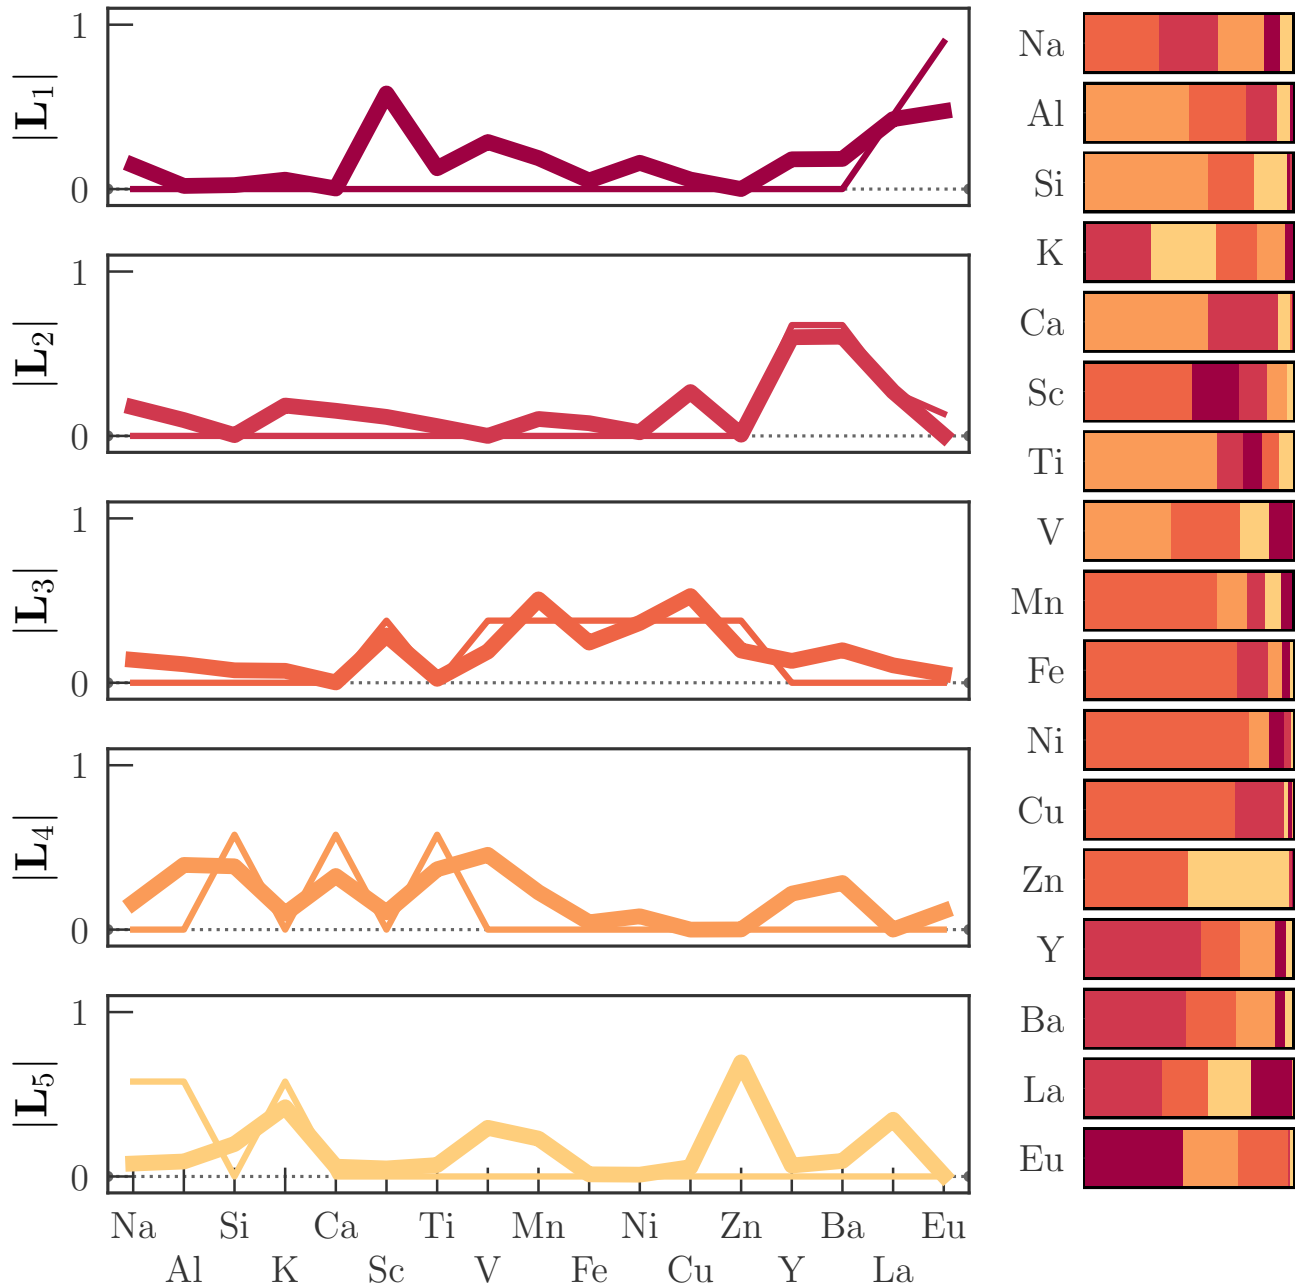 1
0
|L1|
1
0
|L2|
1
0
|L3|
1
0
|L4|
1
0
|L5|
Na Si Ca Ti Mn Ni Zn Ba Eu
Al K Sc V Fe Cu Y La
Na
Al
Si
K
Ca
Sc
Ti
V
Mn
Fe
Ni
Cu
Zn
Y
Ba
La
Eu